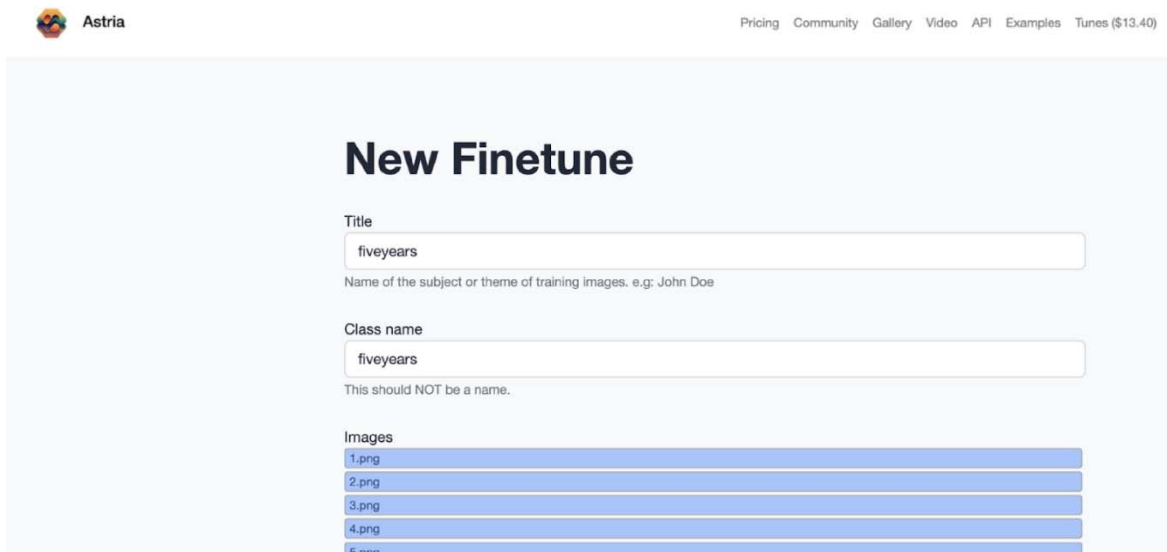 Astria
Pricing Community Gallery Video API Examples Tunes ($13.40)
New Finetune
Title
fiveyears
Name of the subject or theme of training images. e.g: John Doe
Class name
fiveyears
This should NOT be a name.
Images
1.png
2.png
3.png
4.png
5.png